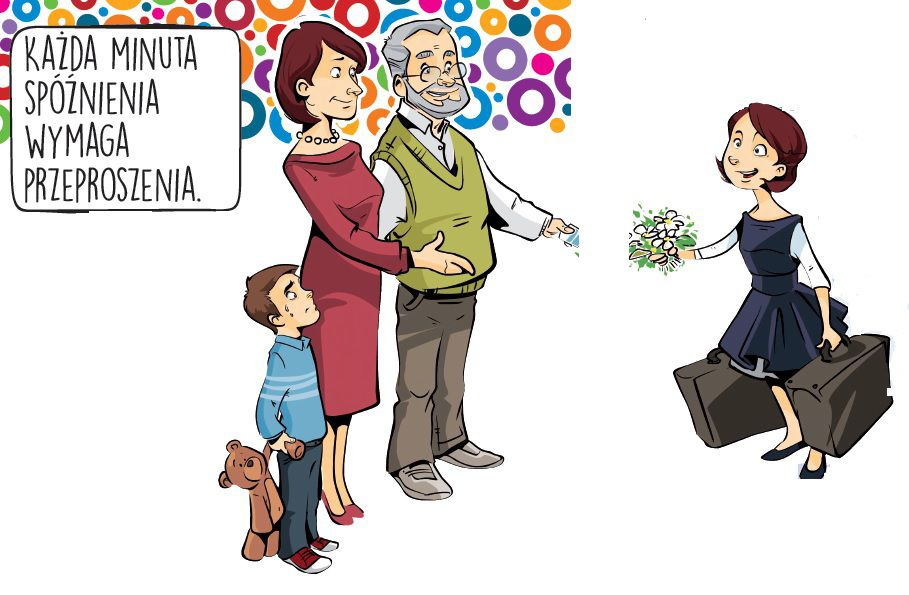 KAŻDA MINUTA
SPÓŹNIENIA
WYMAGA
PRZEPROSZENIA.